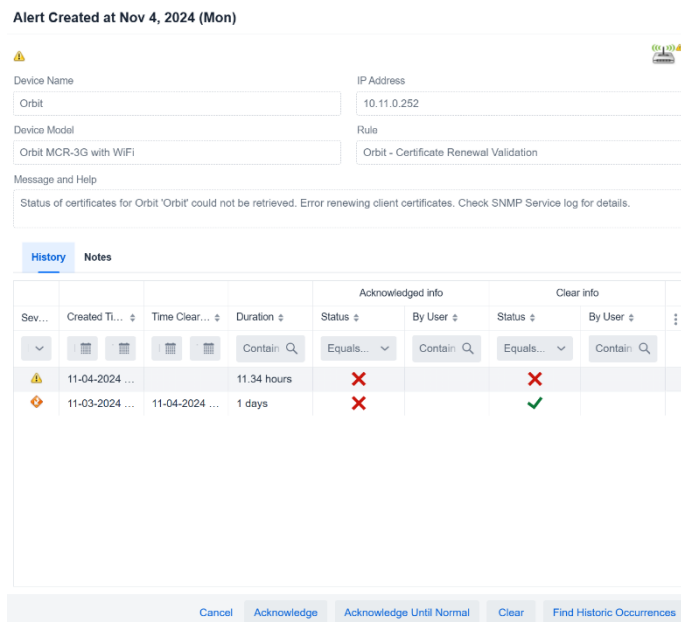 Alert Created at Nov 4, 2024 (Mon)
Device Name IP Address
Orbit 10.11.0.252
Device Model Rule
Orbit MCR-3G with WiFi Orbit - Certificate Renewal Validation
Message and Help
Status of certificates for Orbit 'Orbit' could not be retrieved. Error renewing client certificates. Check SNMP Service log for details.
History Notes
Acknowledged info Clear info
Sev... Created Ti... Time Clear... Duration Status By User Status By User
Contain Equals... Contain Equals... Contain
11-04-2024 ... 11.34 hours
11-03-2024 ... 11-04-2024 ... 1 days
Cancel Acknowledge Acknowledge Until Normal Clear Find Historic Occurrences